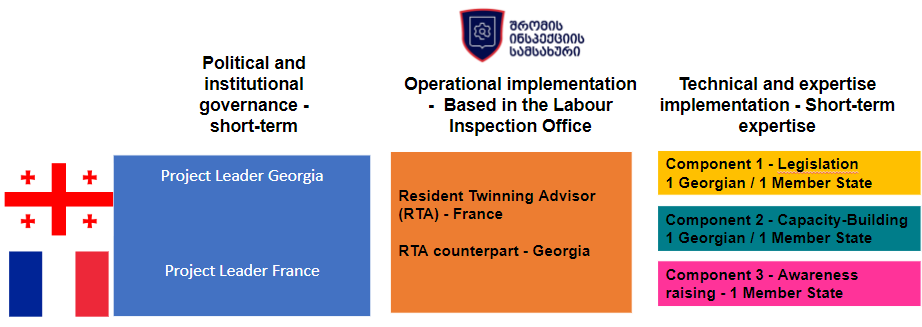 შრომის
ინსპექციის
სამსახური
Political and
institutional
governance -
short-term
Operational implementation
- Based in the Labour
Inspection Office
Technical and expertise
implementation - Short-term
expertise
Project Leader Georgia
Project Leader France
Resident Twinning Advisor
(RTA) - France
RTA counterpart - Georgia
Component 1 - Legislation
1 Georgian / 1 Member State
Component 2 - Capacity-Building
1 Georgian / 1 Member State
Component 3 - Awareness
raising - 1 Member State